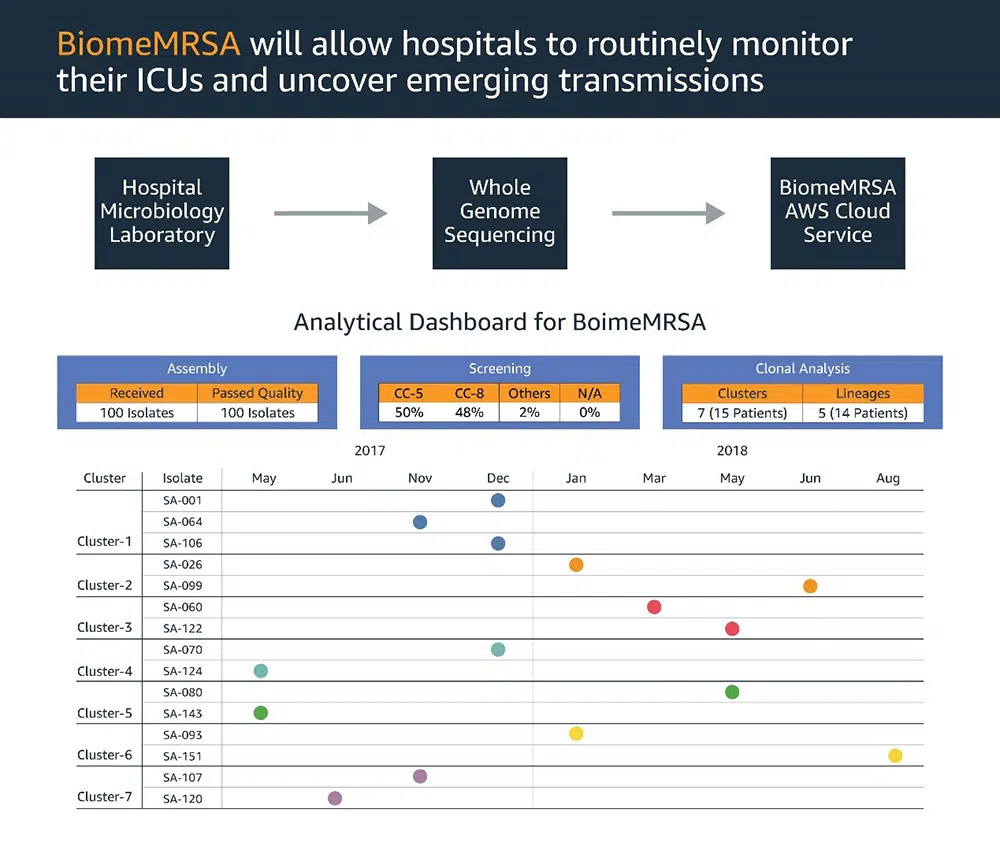 BiomeMRSA will allow hospitals to routinely monitor
their ICUs and uncover emerging transmissions
Hospital
Microbiology
Laboratory
Whole
Genome
Sequencing
BiomeMRSA
AWS Cloud
Service
Analytical Dashboard for BoimeMRSA
Assembly
Received Passed Quality
100 Isolates 100 Isolates
Screening
CC-5 CC-8 Others N/A
50% 48% 2% 0%
Clonal Analysis
Clusters Lineages
7 (15 Patients) 5 (14 Patients)
2017 2018
Cluster Isolate May Jun Nov Dec Jan Mar May Jun Aug
SA-001
SA-064
Cluster-1 SA-106
SA-026
Cluster-2 SA-099
SA-060
Cluster-3 SA-122
SA-070
Cluster-4 SA-124
SA-080
Cluster-5 SA-143
SA-093
Cluster-6 SA-151
SA-107
Cluster-7 SA-120